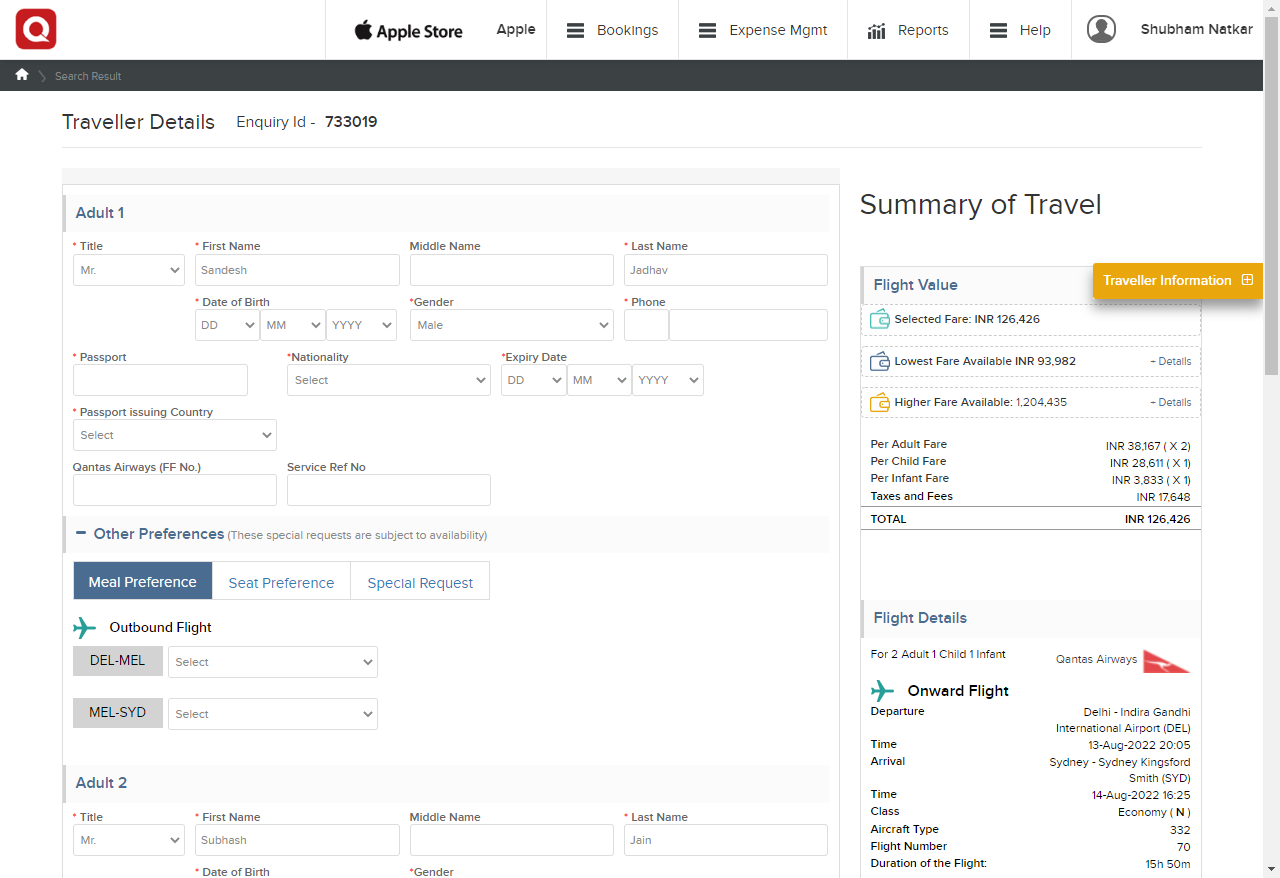 Apple Store
Apple
Bookings
Expense Mgmt
Reports
Help
Shubham Natkar
Search Result
Traveller Details
Enquiry Id - 733019
Adult 1
* Title
* First Name
Middle Name
* Last Name
Mr.
Sandesh
Jadhav
* Date of Birth
*Gender
* Phone
DD
MM
YYYY
Male
* Passport
*Nationality
*Expiry Date
Select
DD
MM
YYYY
* Passport issuing Country
Select
Qantas Airways (FF No.)
Service Ref No
Other Preferences (These special requests are subject to availability)
Meal Preference
Seat Preference
Special Request
Outbound Flight
DEL-MEL
Select
MEL-SYD
Select
Adult 2
* Title
* First Name
Middle Name
* Last Name
Mr.
Subhash
Jain
* Date of Birth
*Gender
Summary of Travel
Traveller Information
Flight Value
Selected Fare: INR 126,426
Lowest Fare Available INR 93,982
+ Details
Higher Fare Available: 1,204,435
+ Details
Per Adult Fare INR 38,167 ( X 2)
Per Child Fare INR 28,611 ( X 1)
Per Infant Fare INR 3,833 ( X 1)
Taxes and Fees INR 17,648
TOTAL INR 126,426
Flight Details
For 2 Adult 1 Child 1 Infant
Qantas Airways
Onward Flight
Departure Delhi - Indira Gandhi
International Airport (DEL)
Time 13-Aug-2022 20:05
Arrival Sydney - Sydney Kingsford
Smith (SYD)
Time 14-Aug-2022 16:25
Class Economy ( N )
Aircraft Type 332
Flight Number 70
Duration of the Flight: 15h 50m